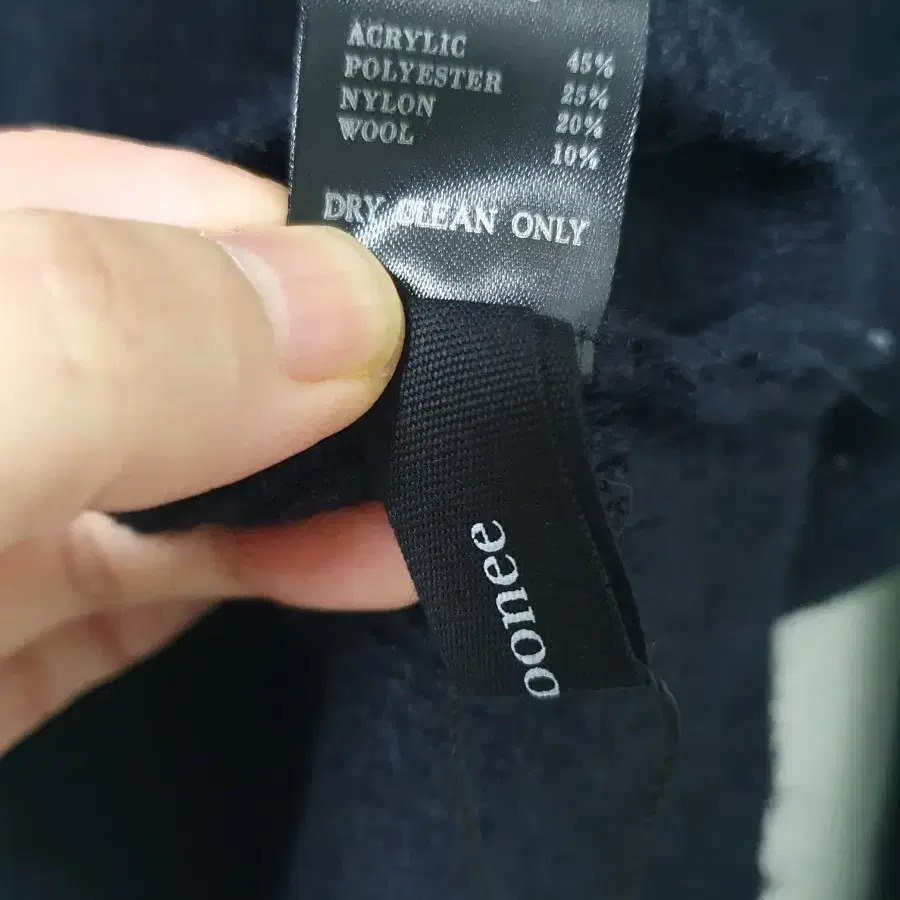 ACRYLIC 45%
POLYESTER 25%
NYLON 20%
WOOL 10%
DRY CLEAN ONLY
oonee